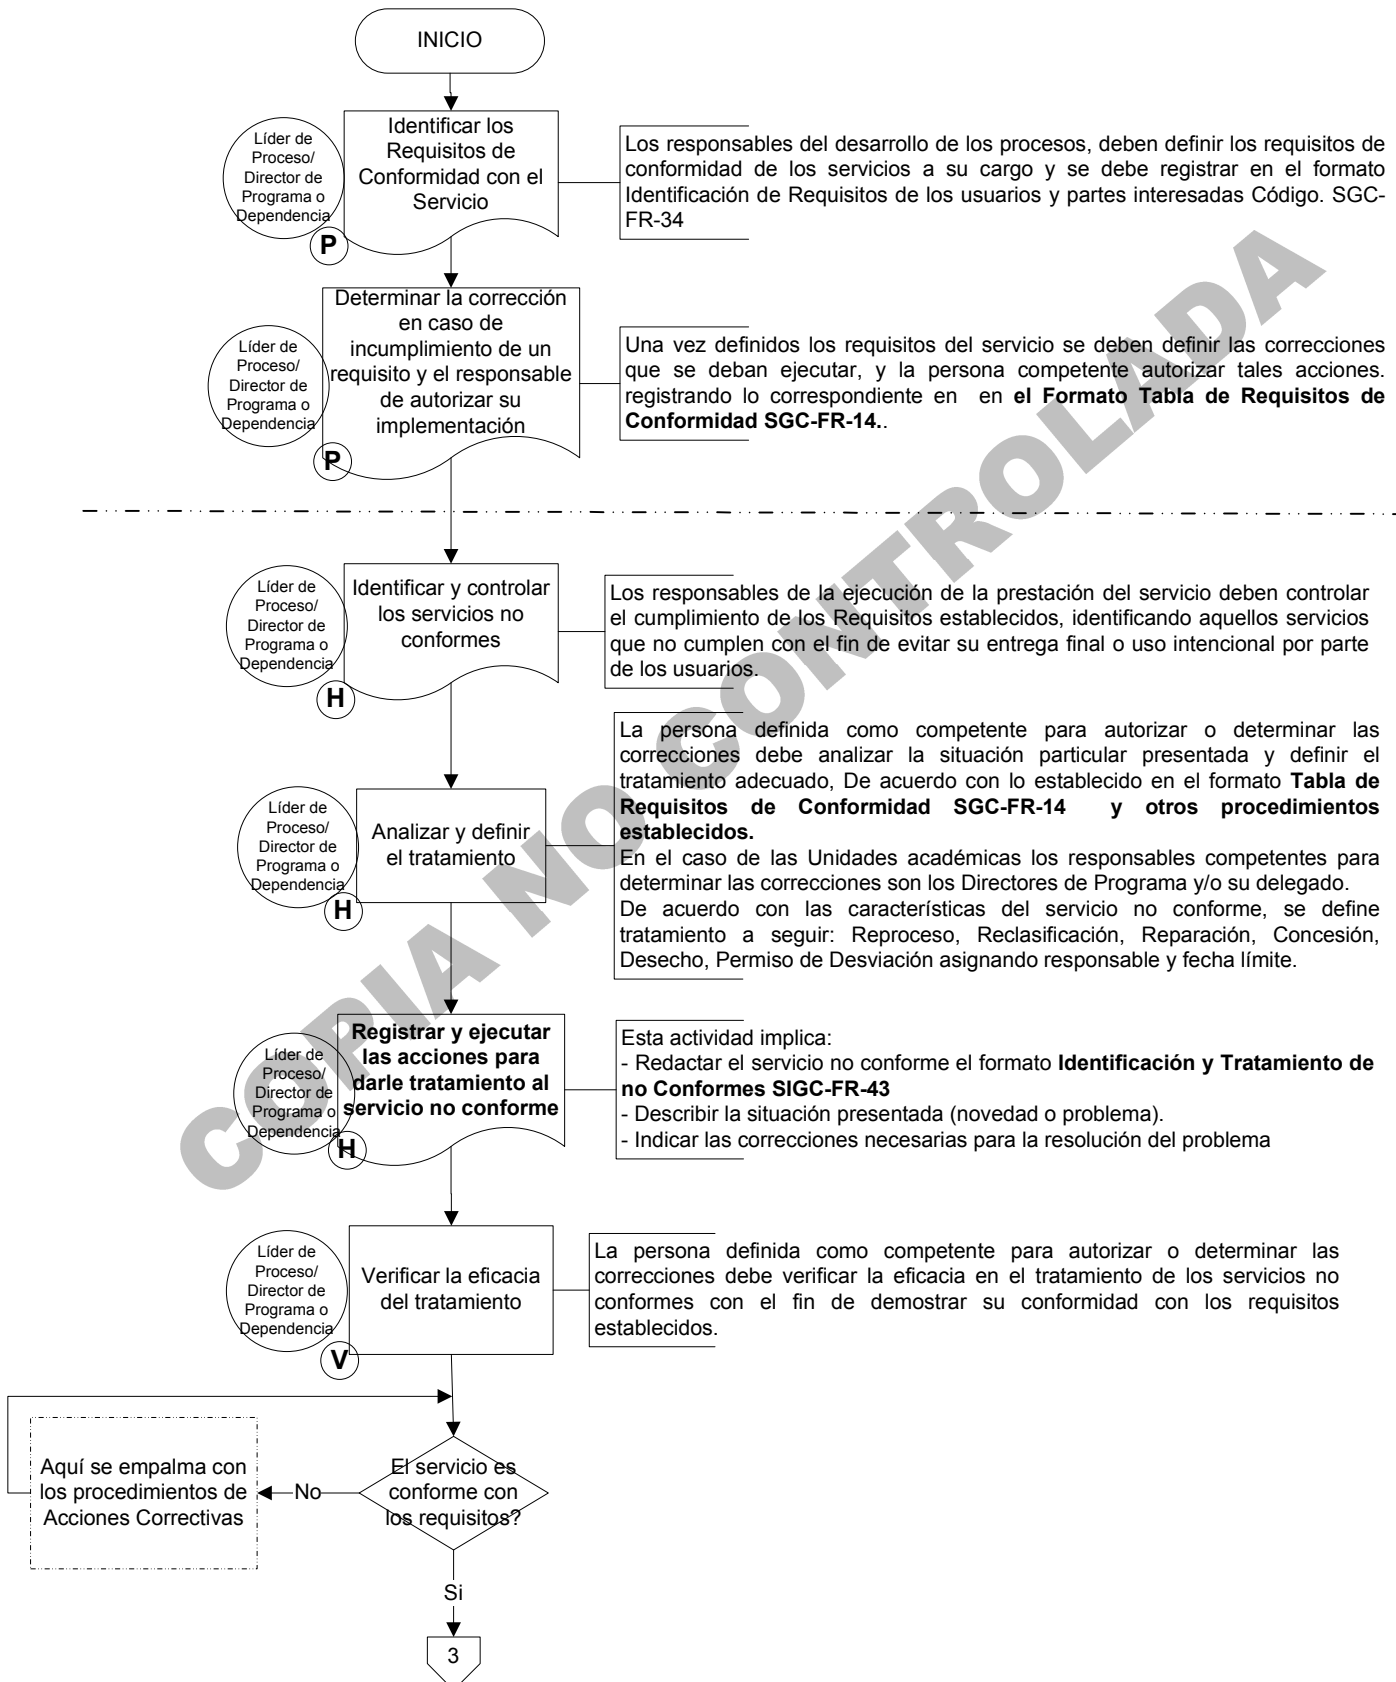 INICIO
Líder de
Proceso/
Director de
Programa o
Dependencia
P
Identificar los
Requisitos de
Conformidad con el
Servicio
Los responsables del desarrollo de los procesos, deben definir los requisitos de
conformidad de los servicios a su cargo y se debe registrar en el formato
Identificación de Requisitos de los usuarios y partes interesadas Código. SGC-
FR-34
Líder de
Proceso/
Director de
Programa o
Dependencia
P
Determinar la corrección
en caso de
incumplimiento de un
requisito y el responsable
de autorizar su
implementación
Una vez definidos los requisitos del servicio se deben definir las correcciones
que se deban ejecutar, y la persona competente autorizar tales acciones.
registrando lo correspondiente en en el Formato Tabla de Requisitos de
Conformidad SGC-FR-14..
Líder de
Proceso/
Director de
Programa o
Dependencia
H
Identificar y controlar
los servicios no
conformes
Los responsables de la ejecución de la prestación del servicio deben controlar
el cumplimiento de los Requisitos establecidos, identificando aquellos servicios
que no cumplen con el fin de evitar su entrega final o uso intencional por parte
de los usuarios.
Líder de
Proceso/
Director de
Programa o
Dependencia
H
Analizar y definir
el tratamiento
La persona definida como competente para autorizar o determinar las
correcciones debe analizar la situación particular presentada y definir el
tratamiento adecuado, De acuerdo con lo establecido en el formato Tabla de
Requisitos de Conformidad SGC-FR-14 y otros procedimientos
establecidos.
En el caso de las Unidades académicas los responsables competentes para
determinar las correcciones son los Directores de Programa y/o su delegado.
De acuerdo con las características del servicio no conforme, se define
tratamiento a seguir: Reproceso, Reclasificación, Reparación, Concesión,
Desecho, Permiso de Desviación asignando responsable y fecha límite.
Líder de
Proceso/
Director de
Programa o
Dependencia
H
Registrar y ejecutar
las acciones para
darle tratamiento al
servicio no conforme
Esta actividad implica:
- Redactar el servicio no conforme el formato Identificación y Tratamiento de
no Conformes SIGC-FR-43
- Describir la situación presentada (novedad o problema).
- Indicar las correcciones necesarias para la resolución del problema
Líder de
Proceso/
Director de
Programa o
Dependencia
V
Verificar la eficacia
del tratamiento
La persona definida como competente para autorizar o determinar las
correcciones debe verificar la eficacia en el tratamiento de los servicios no
conformes con el fin de demostrar su conformidad con los requisitos
establecidos.
Aquí se empalma con
los procedimientos de
Acciones Correctivas
No
El servicio es
conforme con
los requisitos?
Si
3
COPIA NO CONTROLADA